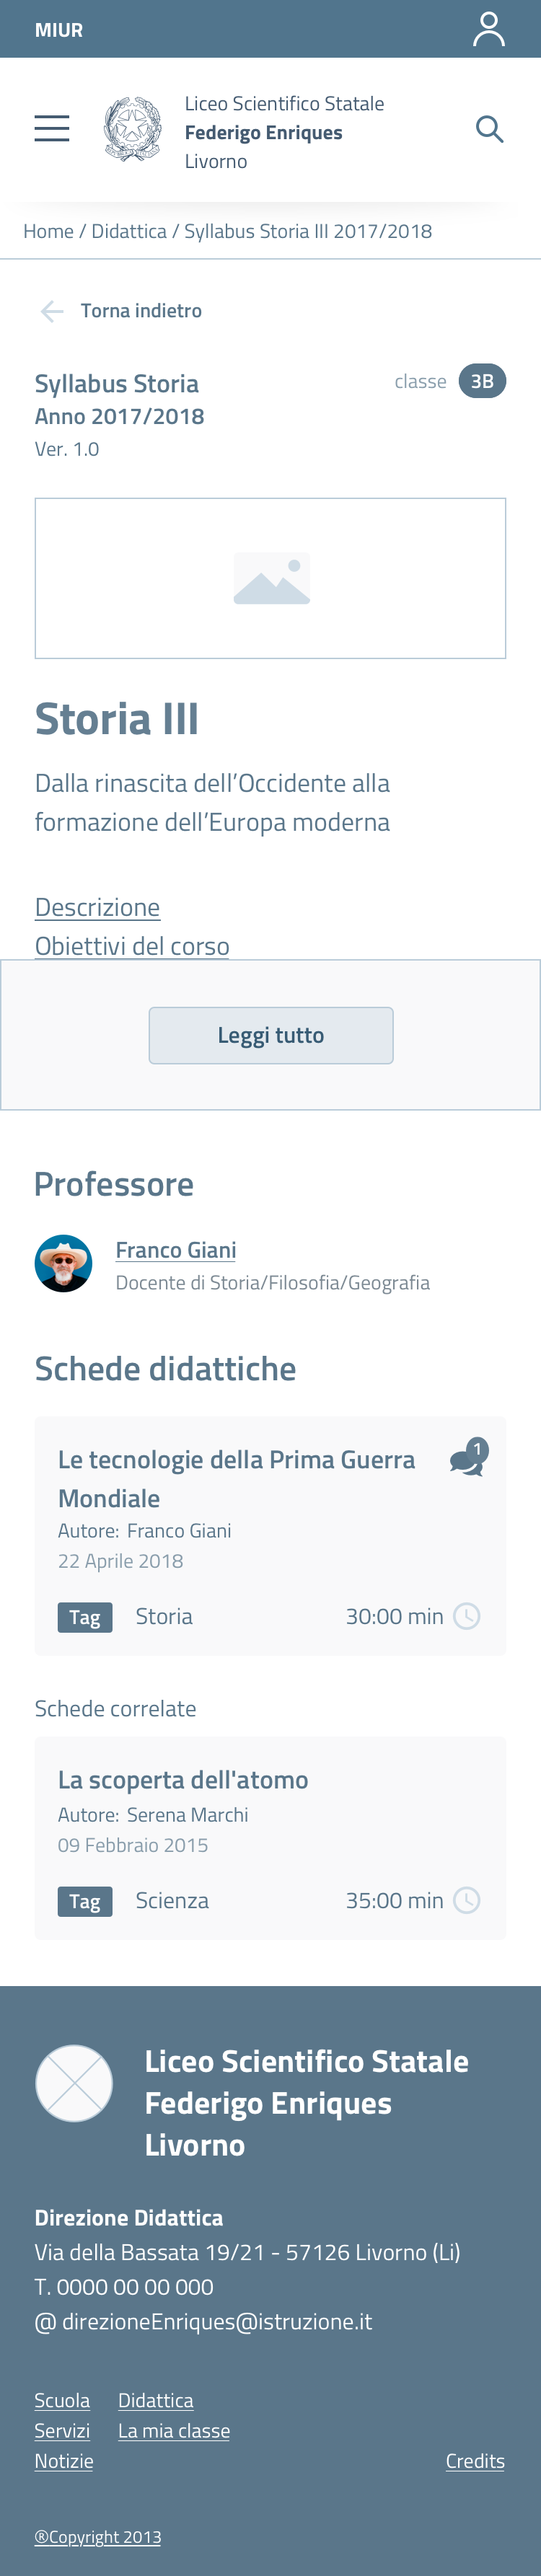 MIUR
Liceo Scientifico Statale
Federigo Enriques
Livorno
Home / Didattica / Syllabus Storia III 2017/2018
Torna indietro
Syllabus Storia
classe 3B
Anno 2017/2018
Ver. 1.0
Storia III
Dalla rinascita dell’Occidente alla
formazione dell’Europa moderna
Descrizione
Obiettivi del corso
Leggi tutto
Professore
Franco Giani
Docente di Storia/Filosofia/Geografia
Schede didattiche
Le tecnologie della Prima Guerra
1
Mondiale
Autore: Franco Giani
22 Aprile 2018
Tag Storia 30:00 min
Schede correlate
La scoperta dell'atomo
Autore: Serena Marchi
09 Febbraio 2015
Tag Scienza 35:00 min
Liceo Scientifico Statale
Federigo Enriques
Livorno
Direzione Didattica
Via della Bassata 19/21 - 57126 Livorno (Li)
T. 0000 00 00 000
@ direzioneEnriques@istruzione.it
Scuola Didattica
Servizi La mia classe
Notizie Credits
®Copyright 2013